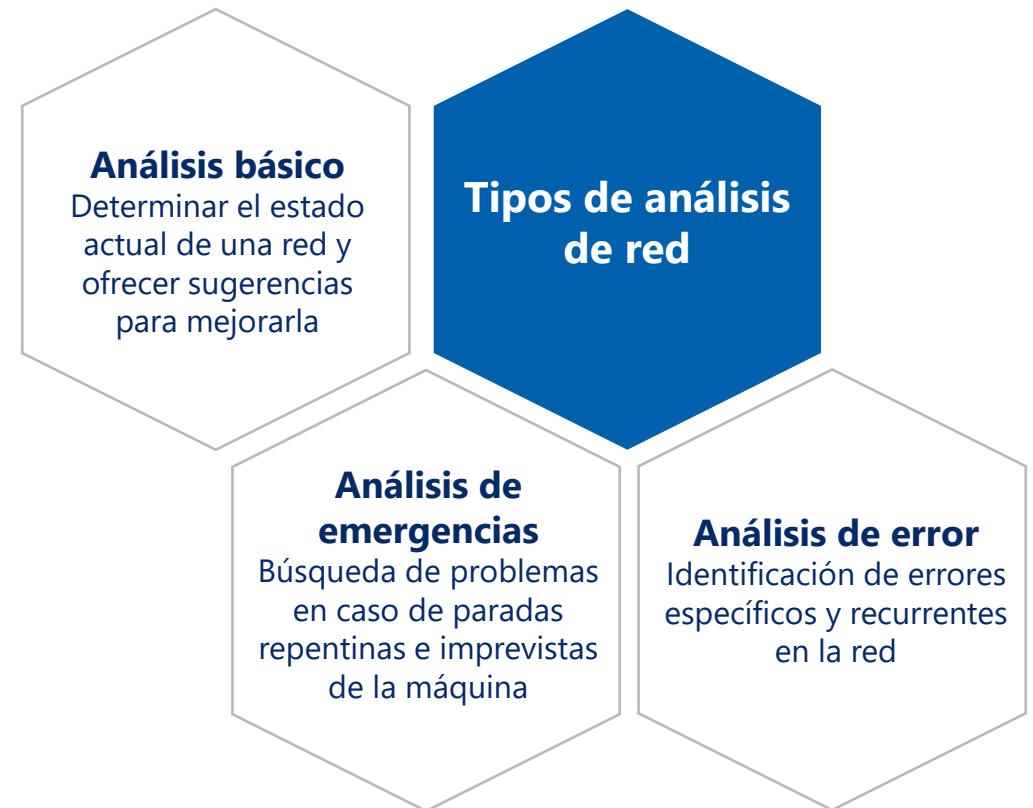 Análisis básico
Determinar el estado
actual de una red y
ofrecer sugerencias
para mejorarla
Tipos de análisis
de red
Análisis de
emergencias
Búsqueda de problemas
en caso de paradas
repentinas e imprevistas
de la máquina
Análisis de error
Identificación de errores
específicos y recurrentes
en la red